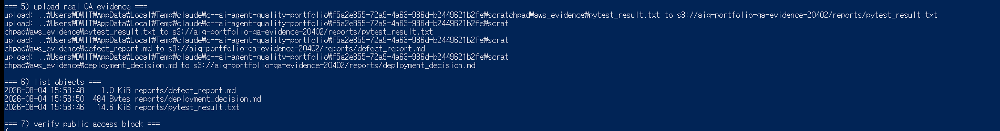 === 5) upload real QA evidence ===
upload: ..₩Users₩DWIT₩AppData₩Local₩Temp₩claude₩c--ai-agent-quality-portfolio₩f5a2e855-72a9-4a63-936d-b2449621b2fe₩scratchpad₩aws_evidence₩pytest_result.txt to s3://aiq-portfolio-qa-evidence-20402/reports/pytest_result.txt
upload: ..₩Users₩DWIT₩AppData₩Local₩Temp₩claude₩c--ai-agent-quality-portfolio₩f5a2e855-72a9-4a63-936d-b2449621b2fe₩scrat
chpad₩aws_evidence₩pytest_result.txt to s3://aiq-portfolio-qa-evidence-20402/reports/pytest_result.txt
upload: ..₩Users₩DWIT₩AppData₩Local₩Temp₩claude₩c--ai-agent-quality-portfolio₩f5a2e855-72a9-4a63-936d-b2449621b2fe₩scrat
chpad₩aws_evidence₩defect_report.md to s3://aiq-portfolio-qa-evidence-20402/reports/defect_report.md
upload: ..₩Users₩DWIT₩AppData₩Local₩Temp₩claude₩c--ai-agent-quality-portfolio₩f5a2e855-72a9-4a63-936d-b2449621b2fe₩scrat
chpad₩aws_evidence₩deployment_decision.md to s3://aiq-portfolio-qa-evidence-20402/reports/deployment_decision.md
=== 6) list objects ===
2026-08-04 15:53:48    1.0 KiB reports/defect_report.md
2026-08-04 15:53:50  484 Bytes reports/deployment_decision.md
2026-08-04 15:53:46   14.6 KiB reports/pytest_result.txt
=== 7) verify public access block ===